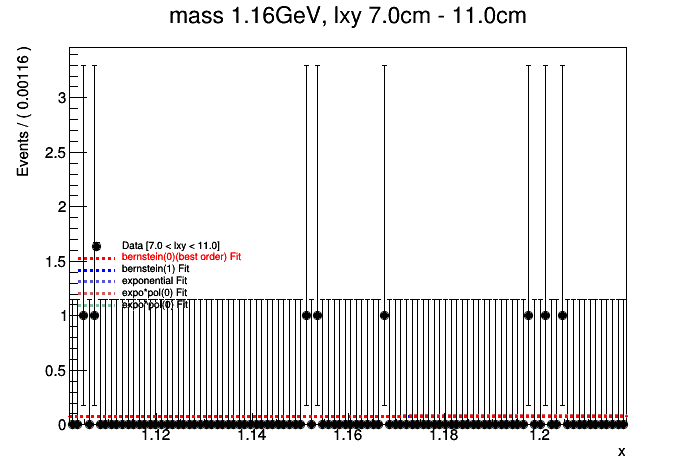 mass 1.16GeV, lxy 7.0cm - 11.0cm
Events / ( 0.00116 )
3
2.5
2
1.5
1
0.5
0
Data [7.0 < lxy < 11.0]
bernstein(0)(best order) Fit
bernstein(1) Fit
exponential Fit
expo*pol(0) Fit
expo*pol(0) Fit
1.12 1.14 1.16 1.18 1.2
x